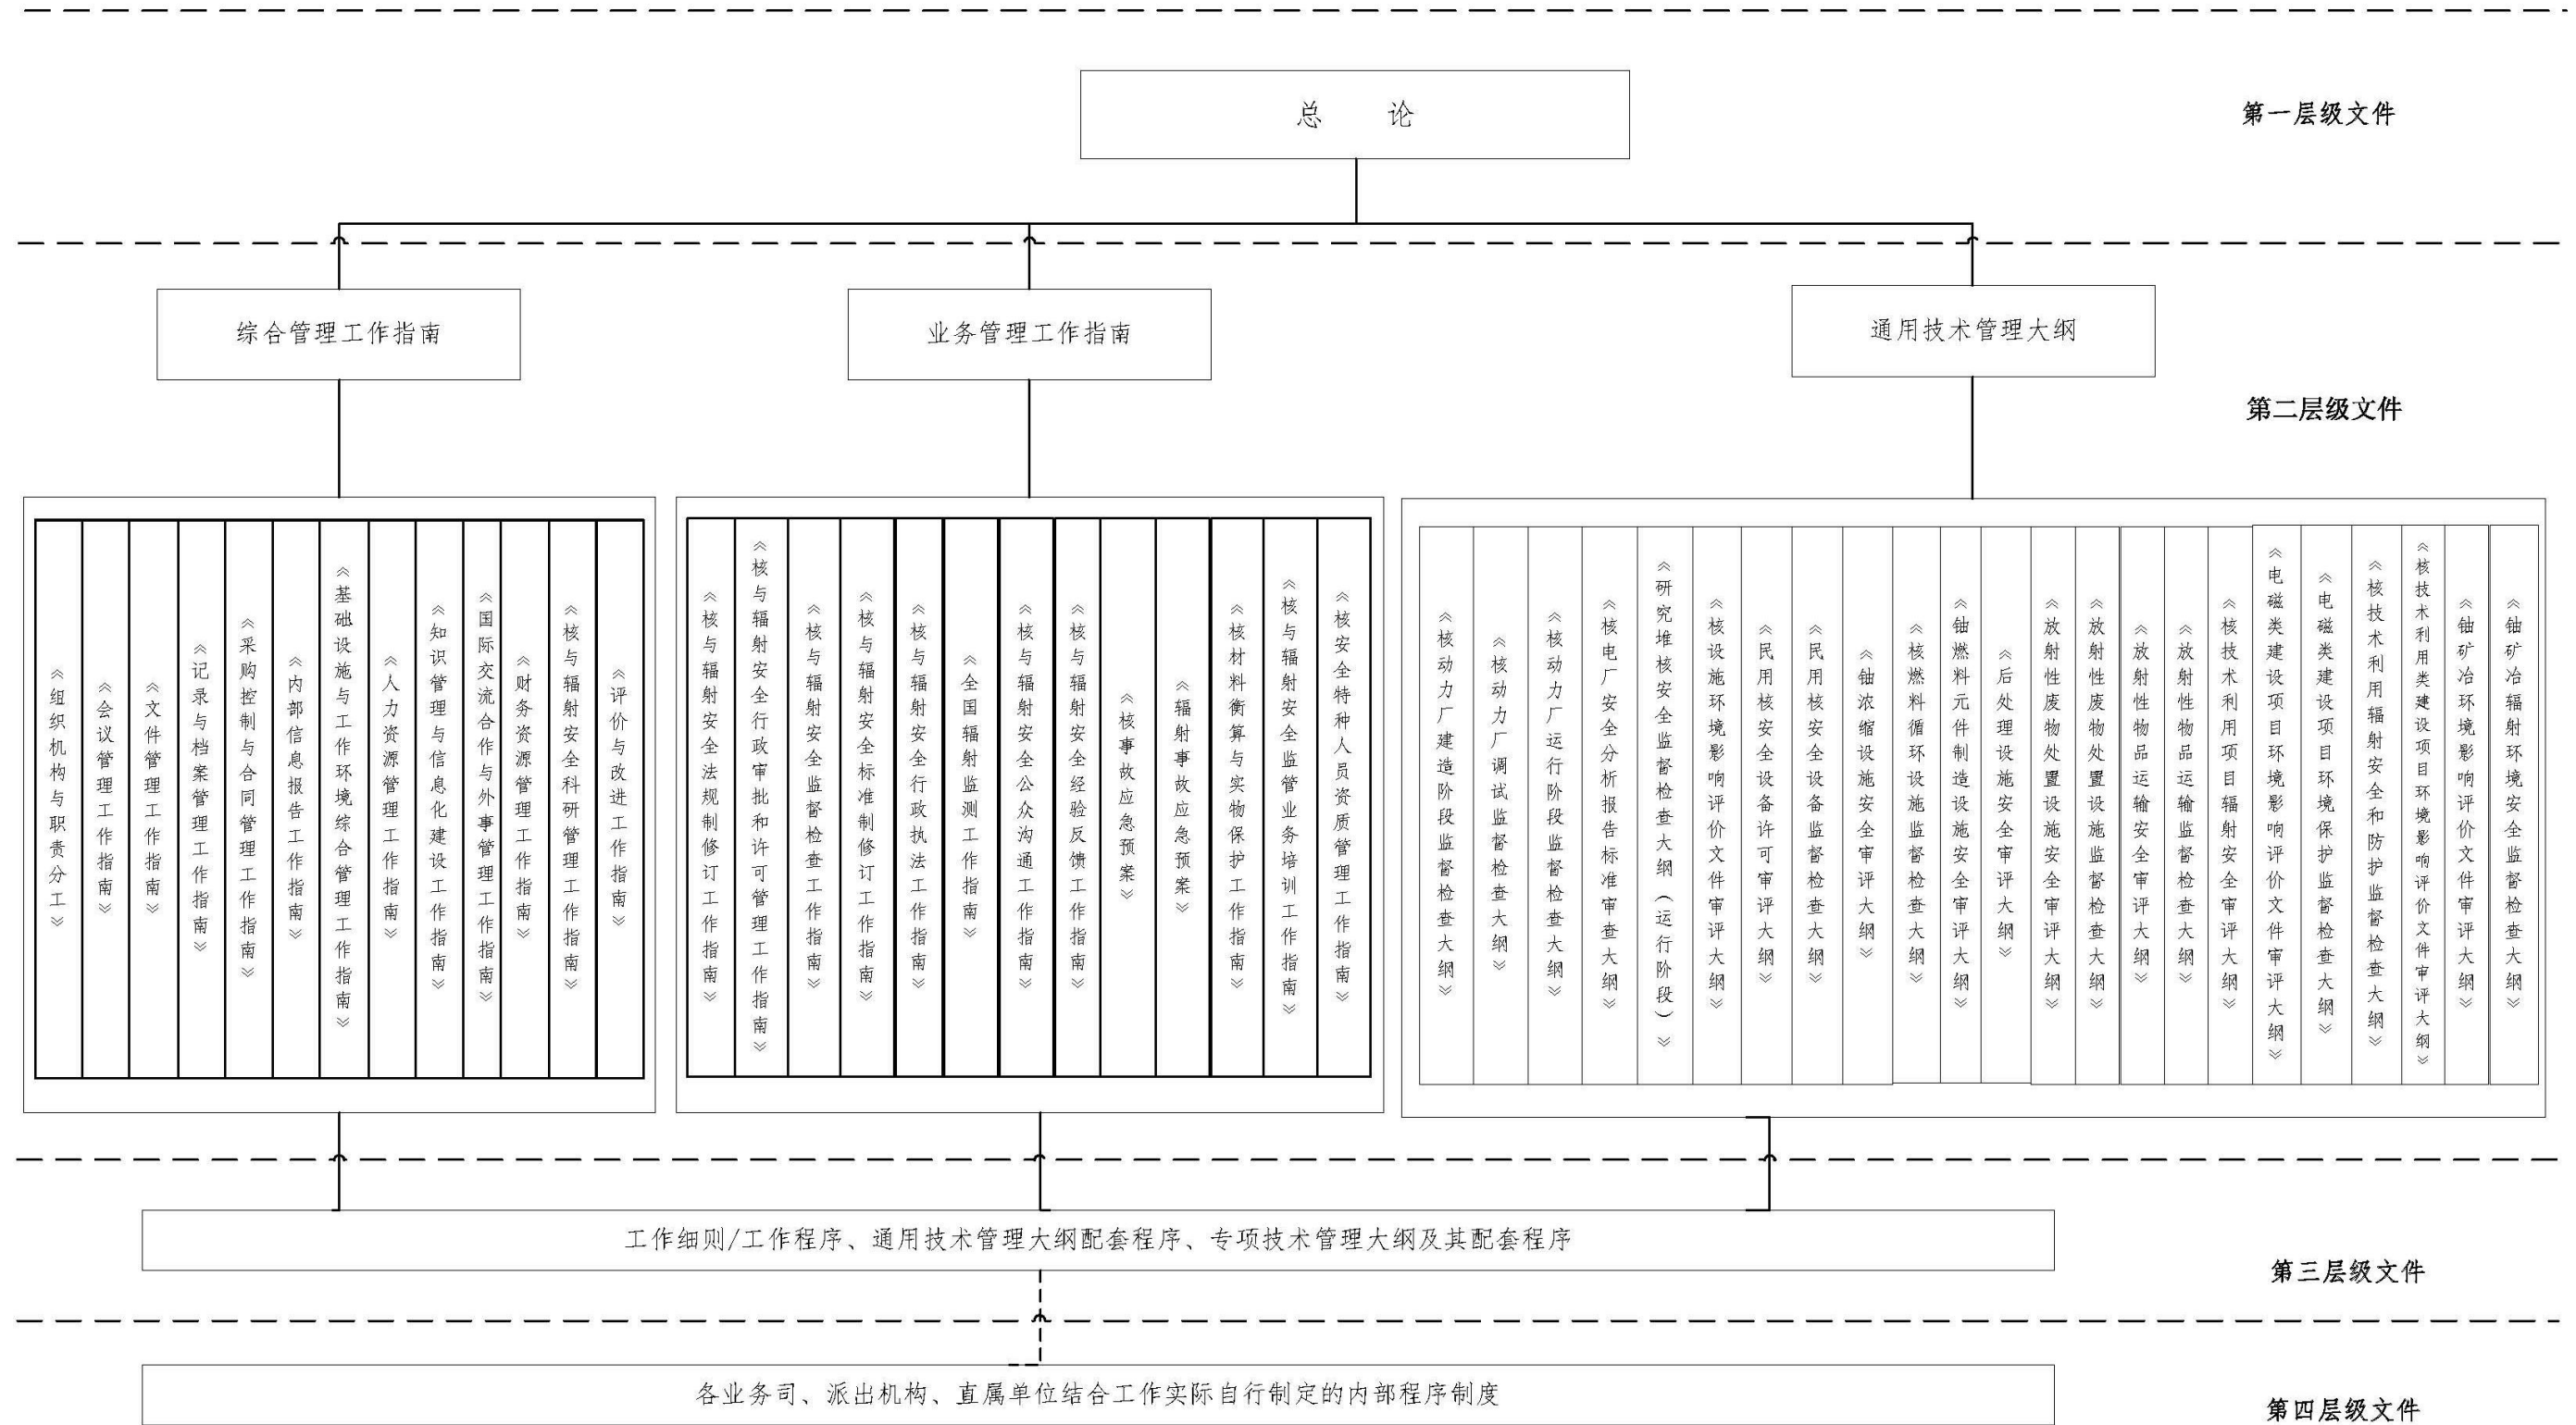 总 论
第一层级文件
综合管理工作指南
业务管理工作指南
通用技术管理大纲
第二层级文件
《组织机构与职责分工》
《会议管理工作指南》
《文件管理工作指南》
《记录与档案管理工作指南》
《采购控制与合同管理工作指南》
《内部信息报告工作指南》
《基础设施与工作环境综合管理工作指南》
《人力资源管理工作指南》
《知识管理与信息化建设工作指南》
《国际交流合作与外事管理工作指南》
《财务资源管理工作指南》
《核与辐射安全科研管理工作指南》
《评价与改进工作指南》
《核与辐射安全法规制修订工作指南》
《核与辐射安全行政审批和许可管理工作指南》
《核与辐射安全监督检查工作指南》
《核与辐射安全标准制修订工作指南》
《核与辐射安全行政执法工作指南》
《全国辐射监测工作指南》
《核与辐射安全公众沟通工作指南》
《核与辐射安全经验反馈工作指南》
《核事故应急预案》
《辐射事故应急预案》
《核材料衡算与实物保护工作指南》
《核与辐射安全监管业务培训工作指南》
《核安全特种人员资质管理工作指南》
《核动力厂建造阶段监督检查大纲》
《核动力厂调试监督检查大纲》
《核动力厂运行阶段监督检查大纲》
《核电厂安全分析报告标准审查大纲》
《研究堆核安全监督检查大纲（运行阶段）》
《核设施环境影响评价文件审评大纲》
《民用核安全设备许可审评大纲》
《民用核安全设备监督检查大纲》
《铀浓缩设施安全审评大纲》
《核燃料循环设施监督检查大纲》
《铀燃料元件制造设施安全审评大纲》
《后处理设施安全审评大纲》
《放射性废物处置设施安全审评大纲》
《放射性废物处置设施监督检查大纲》
《放射性物品运输安全审评大纲》
《放射性物品运输监督检查大纲》
《核技术利用项目辐射安全审评大纲》
《电磁类建设项目环境影响评价文件审评大纲》
《电磁类建设项目环境保护监督检查大纲》
《核技术利用辐射安全和防护监督检查大纲》
《核技术利用类建设项目环境影响评价文件审评大纲》
《铀矿冶环境影响评价文件审评大纲》
《铀矿冶辐射环境安全监督检查大纲》
工作细则/工作程序、通用技术管理大纲配套程序、专项技术管理大纲及其配套程序
第三层级文件
各业务司、派出机构、直属单位结合工作实际自行制定的内部程序制度
第四层级文件